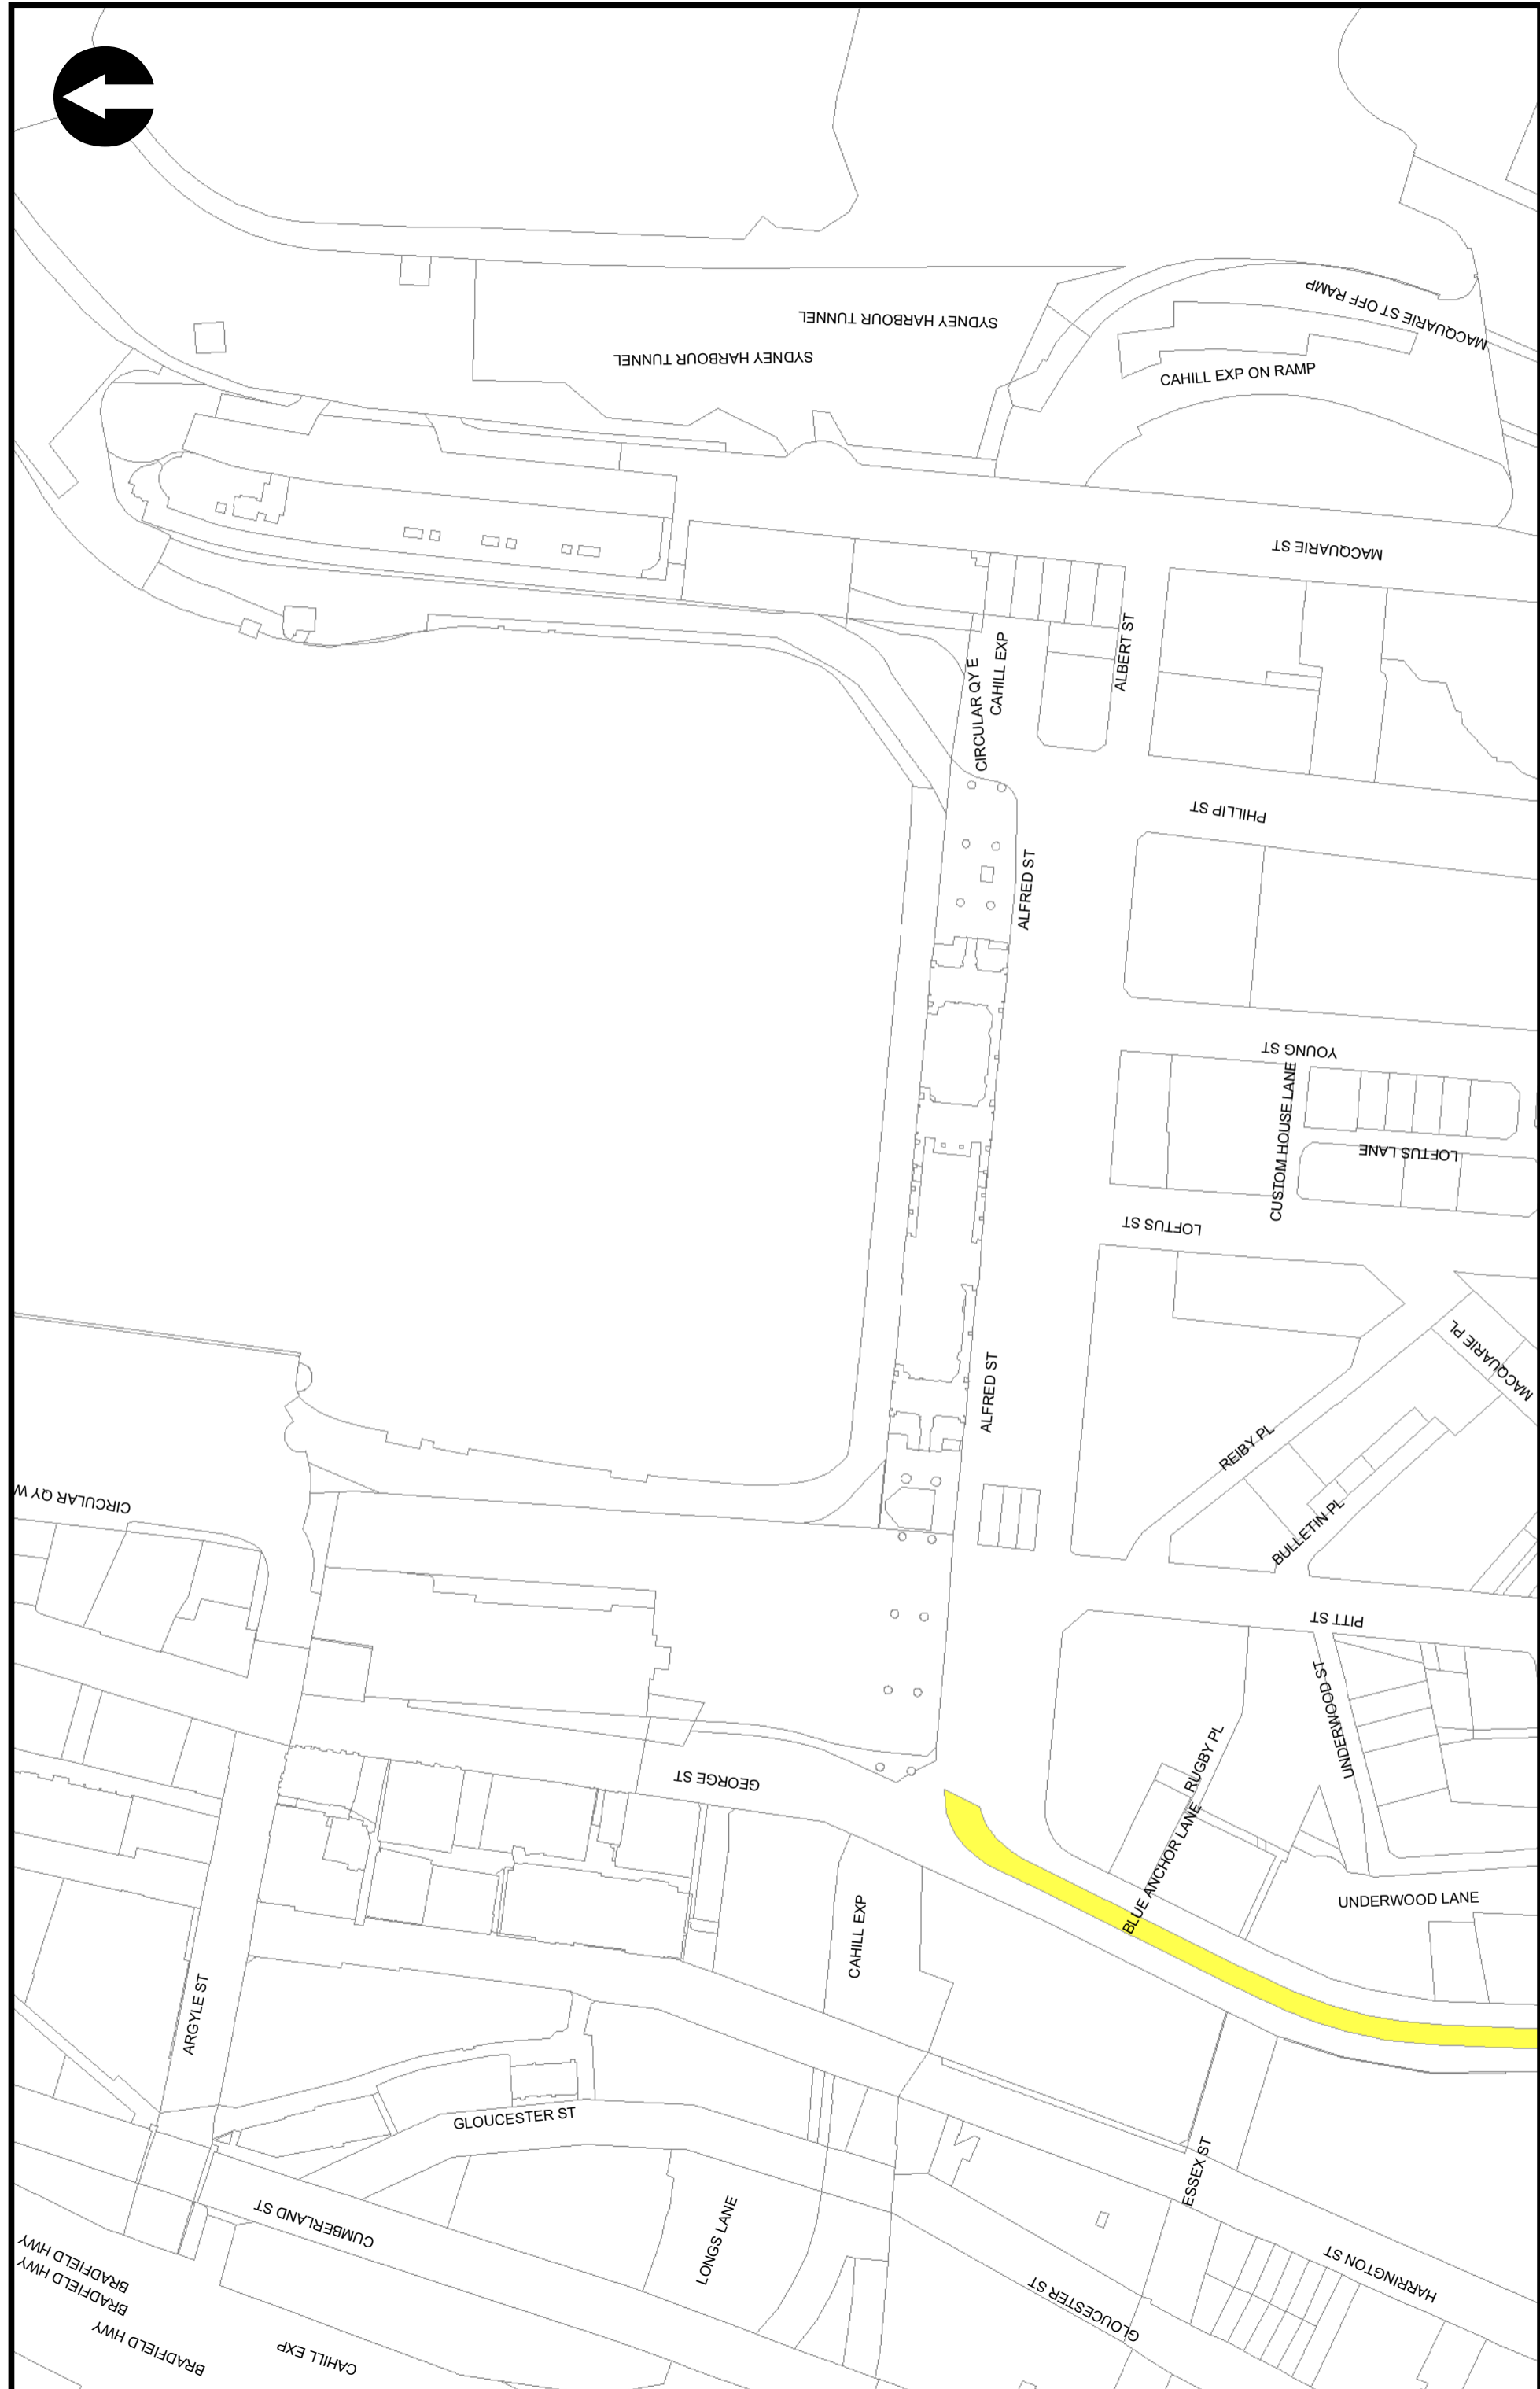 SYDNEY HARBOUR TUNNEL
MACQUARIE ST OFF RAMP
SYDNEY HARBOUR TUNNEL
CAHILL EXP ON RAMP
MACQUARIE ST
ALBERT ST
CAHILL EXP
CIRCULAR QY E
PHILLIP ST
ALFRED ST
YOUNG ST
CUSTOM HOUSE LANE
LOFTUS LANE
LOFTUS ST
MACQUARIE PL
ALFRED ST
REIBY PL
CIRCULAR QY W
BULLETIN PL
PITT ST
UNDERWOOD ST
RUGBY PL
GEORGE ST
BLUE ANCHOR LANE
UNDERWOOD LANE
CAHILL EXP
ARGYLE ST
GLOUCESTER ST
ESSEX ST
CUMBERLAND ST
LONGS LANE
HARRINGTON ST
GLOUCESTER ST
BRADFIELD HWY
BRADFIELD HWY
BRADFIELD HWY
CAHILL EXP